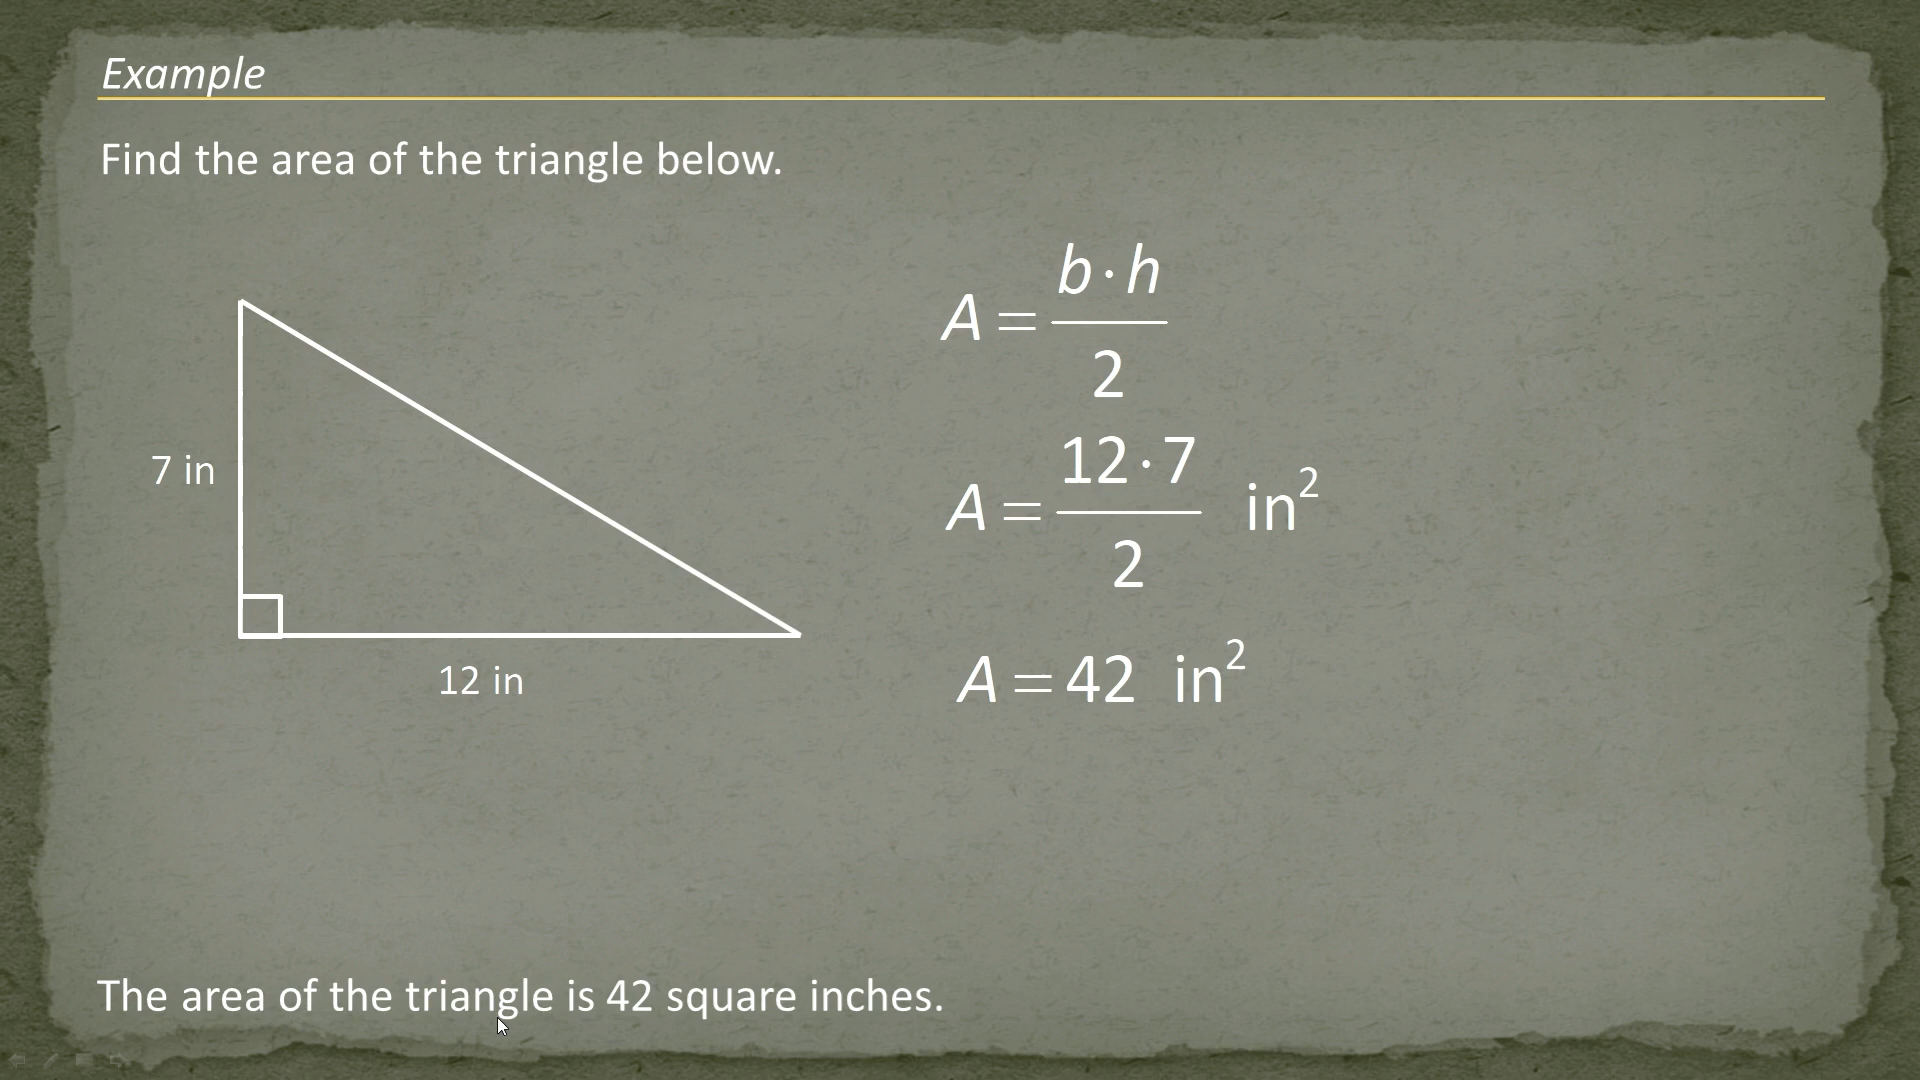 Example
Find the area of the triangle below.
A = b · h / 2
7 in
A = 12 · 7 / 2 in²
12 in
A = 42 in²
The area of the triangle is 42 square inches.